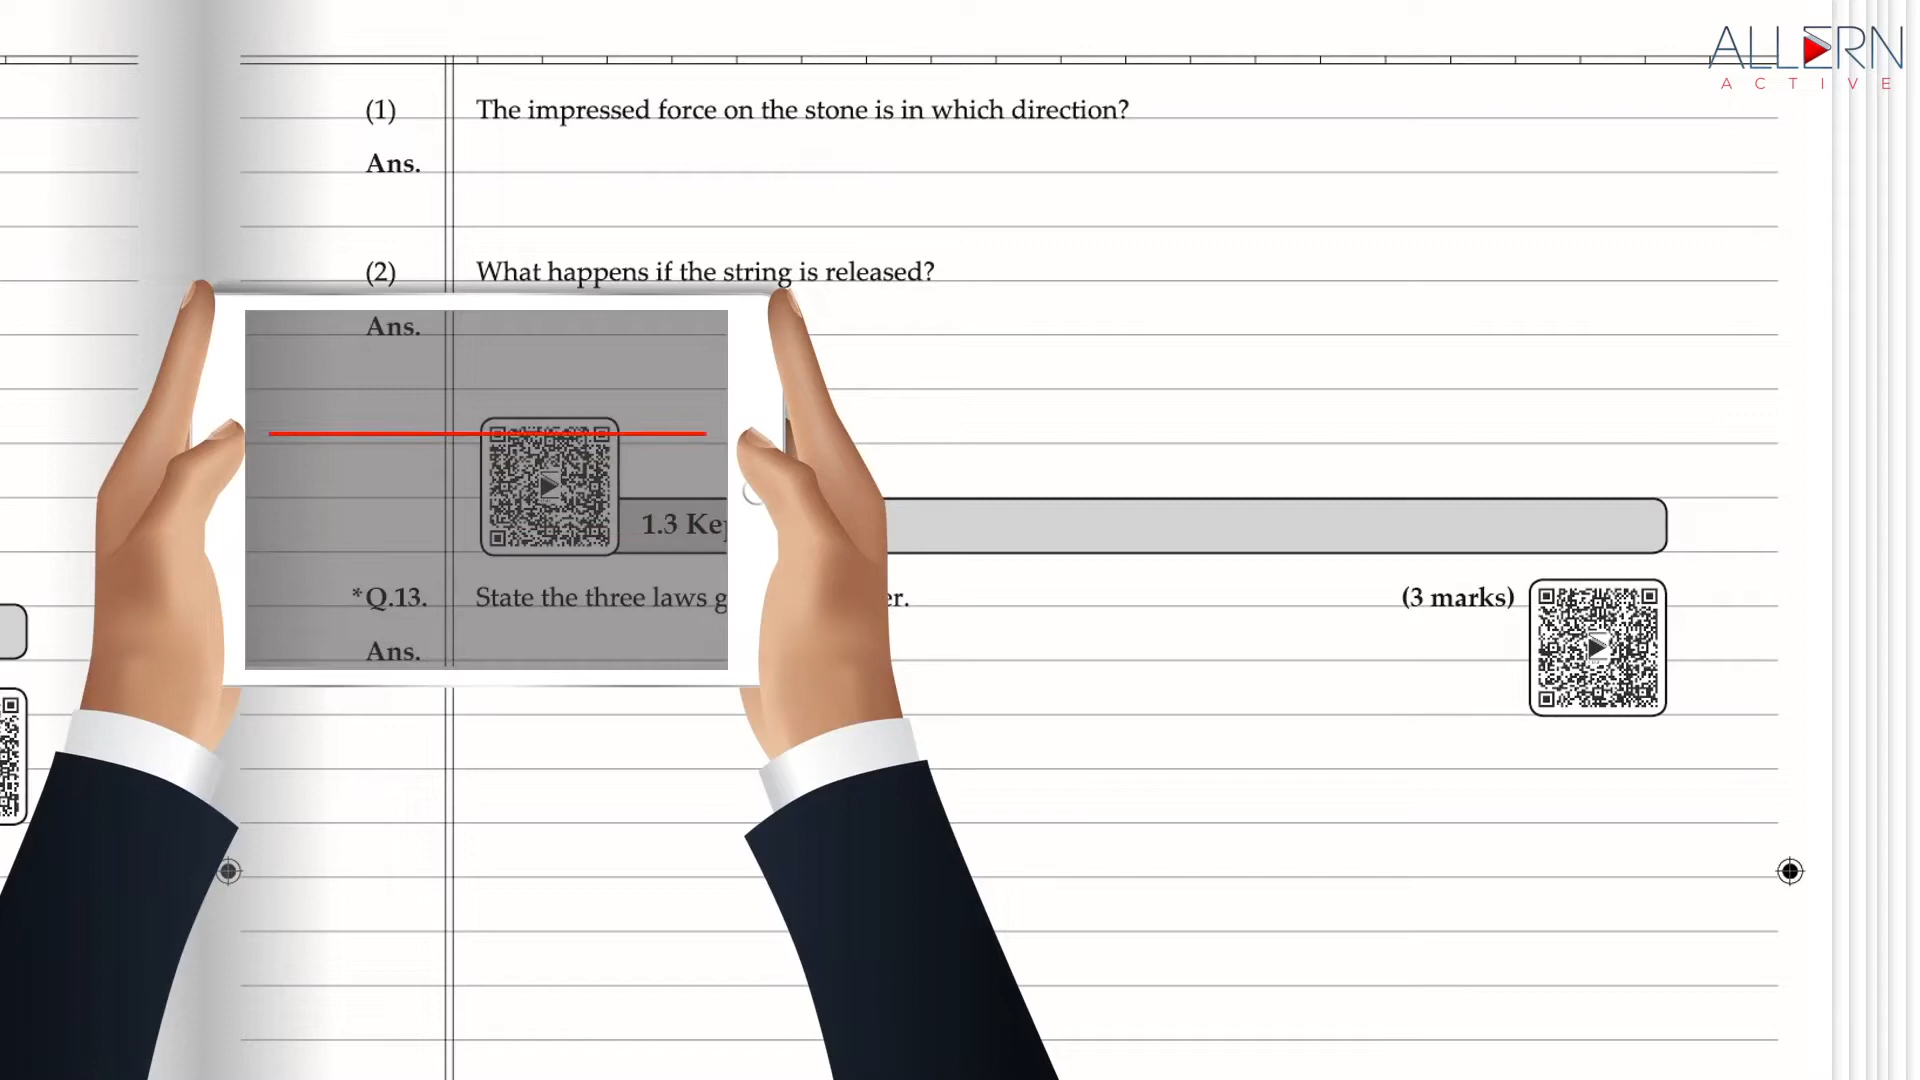 ALLERN
ACTIVE
(1) The impressed force on the stone is in which direction?
Ans.
(2) What happens if the string is released?
Ans.
1.3
*Q.13. State the three laws (3 marks)
Ans.